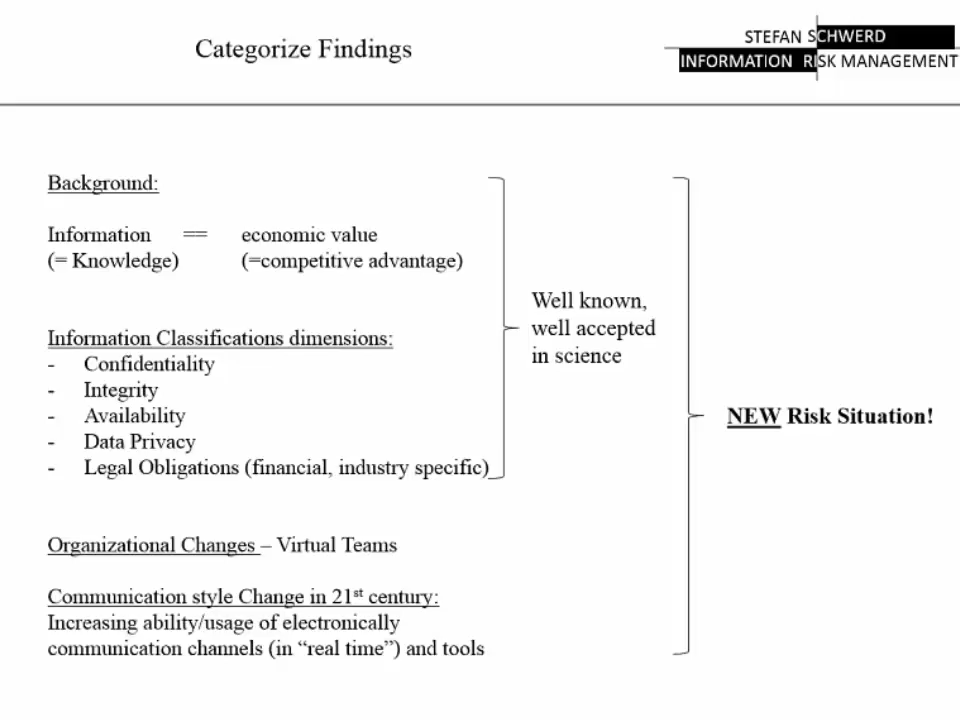 Categorize Findings
STEFAN SCHWERD
INFORMATION RISK MANAGEMENT
Background:
Information == economic value
(= Knowledge) (=competitive advantage)
Well known,
well accepted
in science
Information Classifications dimensions:
- Confidentiality
- Integrity
- Availability
- Data Privacy
- Legal Obligations (financial, industry specific)
NEW Risk Situation!
Organizational Changes – Virtual Teams
Communication style Change in 21st century:
Increasing ability/usage of electronically
communication channels (in “real time”) and tools